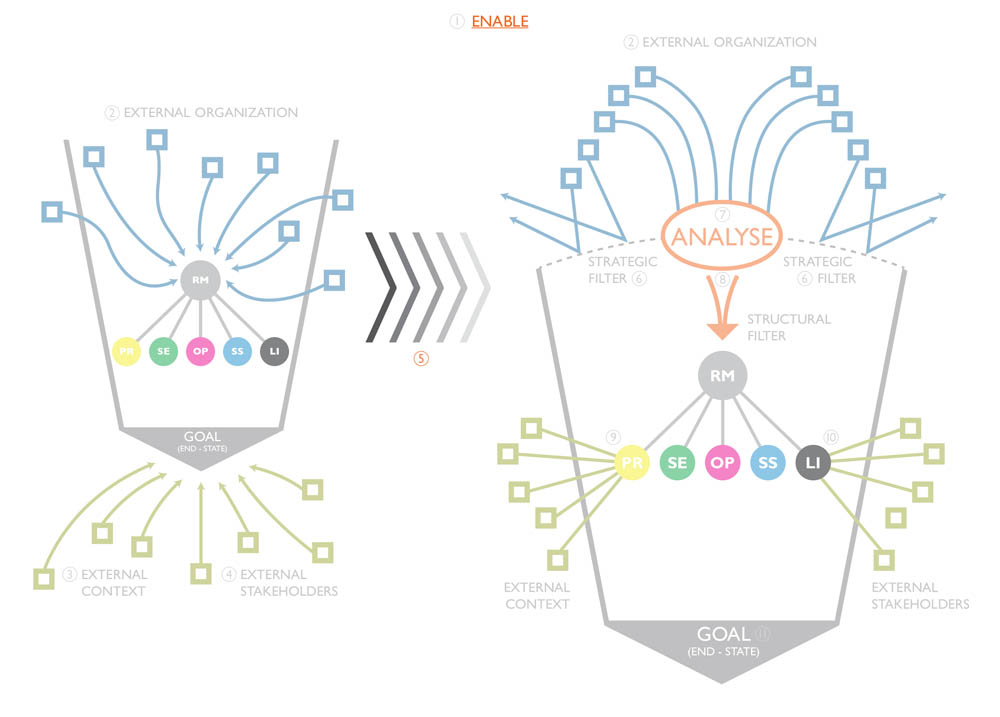 ① ENABLE
② EXTERNAL ORGANIZATION
RM
PR SE OP SS LI
GOAL
(END - STATE)
③ EXTERNAL
CONTEXT
④ EXTERNAL
STAKEHOLDERS
⑤
② EXTERNAL ORGANIZATION
⑦
ANALYSE
STRATEGIC
FILTER ⑥
STRATEGIC
⑥ FILTER
⑧
STRUCTURAL
FILTER
RM
⑨
⑩
PR SE OP SS LI
EXTERNAL
CONTEXT
EXTERNAL
STAKEHOLDERS
GOAL ⑪
(END - STATE)